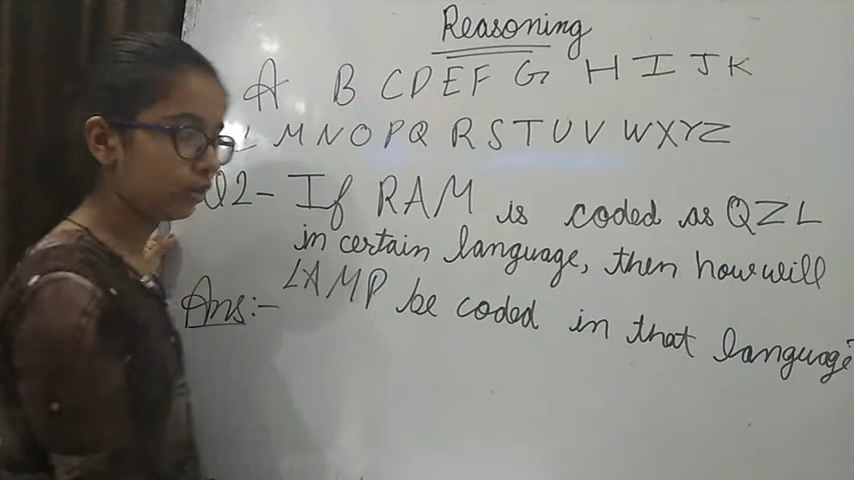 Reasoning
A B C D E F G H I J K
L M N O P Q R S T U V W X Y Z
Q2- If RAM is coded as QZL
in certain language, then how will
LAMP be coded in that language?
Ans:-